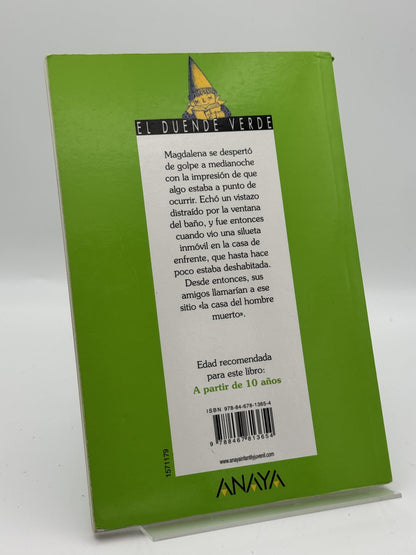 EL DUENDE VERDE
Magdalena se despertó
de golpe a medianoche
con la impresión de que
algo estaba a punto de
ocurrir. Echó un vistazo
distraído por la ventana
del baño, y fue entonces
cuando vio una silueta
inmóvil en la casa de
enfrente, que hasta hace
poco estaba deshabitada.
Desde entonces, sus
amigos llamarían a ese
sitio «la casa del hombre
muerto».
Edad recomendada
para este libro:
A partir de 10 años
ISBN 978-84-678-1365-4
9 788467 813654
www.anayainfantilyjuvenil.com
1571179
ANAYA